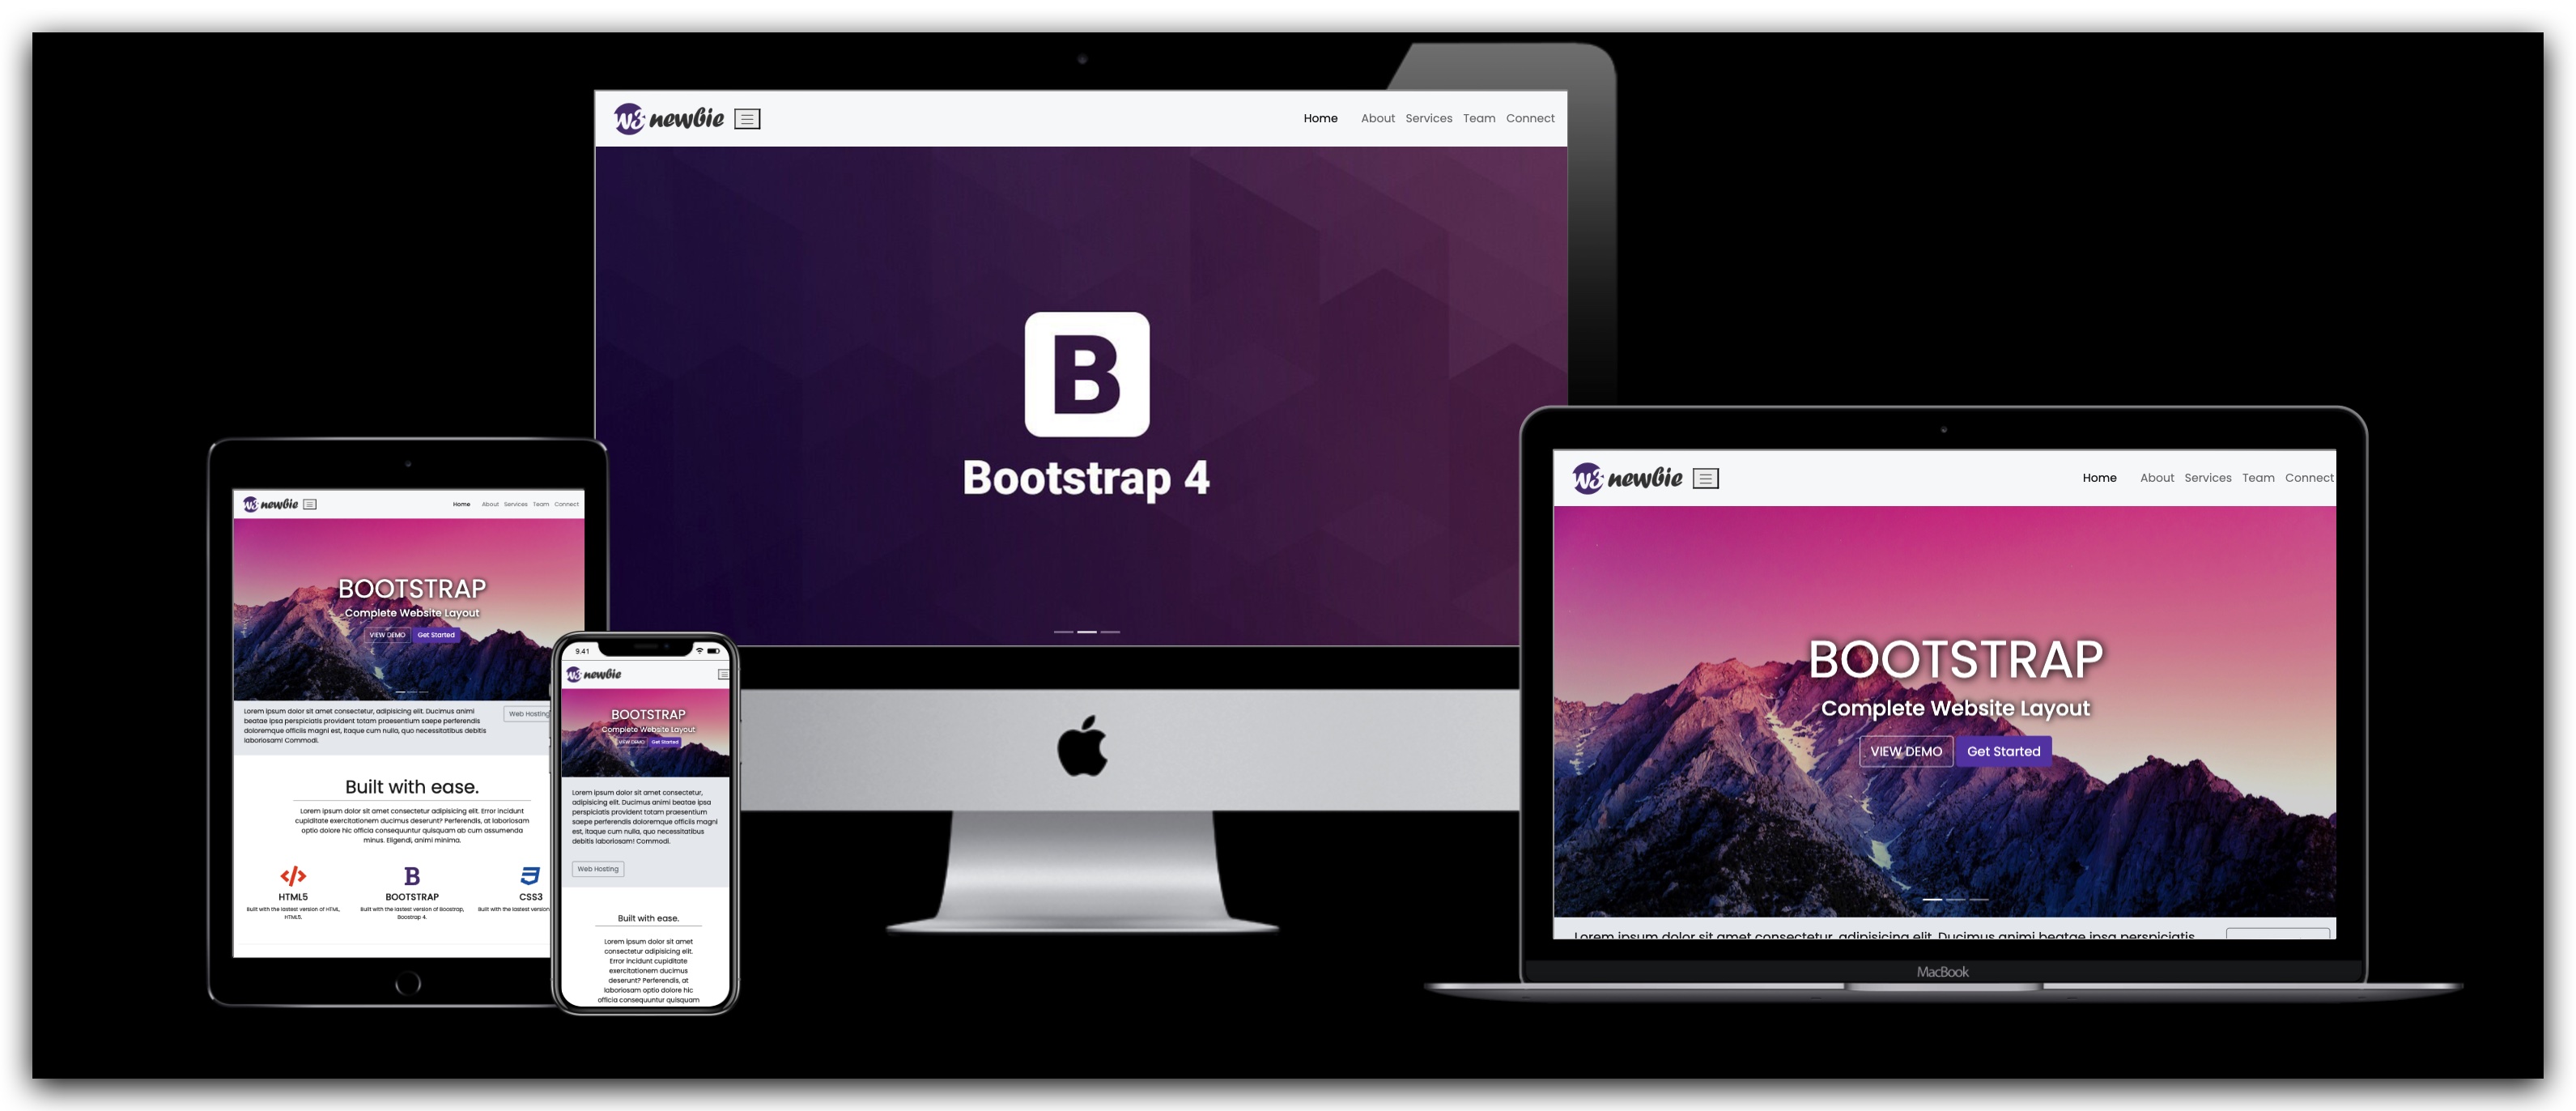 W3 newbie
Home About Services Team Connect
B
Bootstrap 4
W3 newbie
Home About Services Team Connect
BOOTSTRAP
Complete Website Layout
VIEW DEMO Get Started
Lorem ipsum dolor sit amet consectetur, adipisicing elit. Ducimus animi
beatae ipsa perspiciatis provident totam praesentium saepe perferendis
doloremque officiis magni est, itaque cum nulla, quo necessitatibus debitis
laboriosam! Commodi.
Web Hosting
Built with ease.
Lorem ipsum dolor sit amet consectetur adipisicing elit. Error incidunt
cupiditate exercitationem ducimus deserunt? Perferendis, at laboriosam
optio dolore hic officia consequuntur quisquam ab cum assumenda
minus. Eligendi, animi minima.
HTML5
Built with the lastest version of HTML,
HTML5.
B
BOOTSTRAP
Built with the lastest version of Boostrap,
Boostrap 4.
3
CSS3
Built with the lastest version
9:41
W3 newbie
BOOTSTRAP
Complete Website Layout
VIEW DEMO Get Started
Lorem ipsum dolor sit amet consectetur,
adipisicing elit. Ducimus animi beatae ipsa
perspiciatis provident totam praesentium
saepe perferendis doloremque officiis magni
est, itaque cum nulla, quo necessitatibus
debitis laboriosam! Commodi.
Web Hosting
Built with ease.
Lorem ipsum dolor sit amet
consectetur adipisicing elit.
Error incidunt cupiditate
exercitationem ducimus
deserunt? Perferendis, at
laboriosam optio dolore hic
officia consequuntur quisquam
W3 newbie
Home About Services Team Connect
BOOTSTRAP
Complete Website Layout
VIEW DEMO Get Started
Lorem ipsum dolor sit amet consectetur, adipisicing elit. Ducimus animi beatae ipsa perspiciatis
MacBook